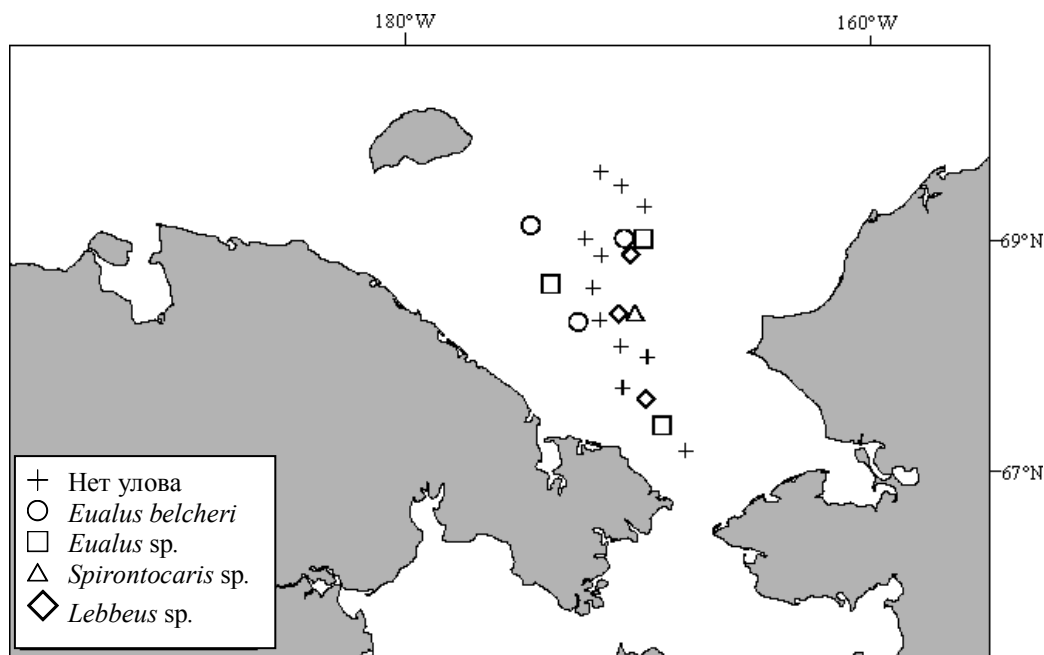 180°W 160°W
69°N
67°N
Нет улова
Eualus belcheri
Eualus sp.
Spirontocaris sp.
Lebbeus sp.